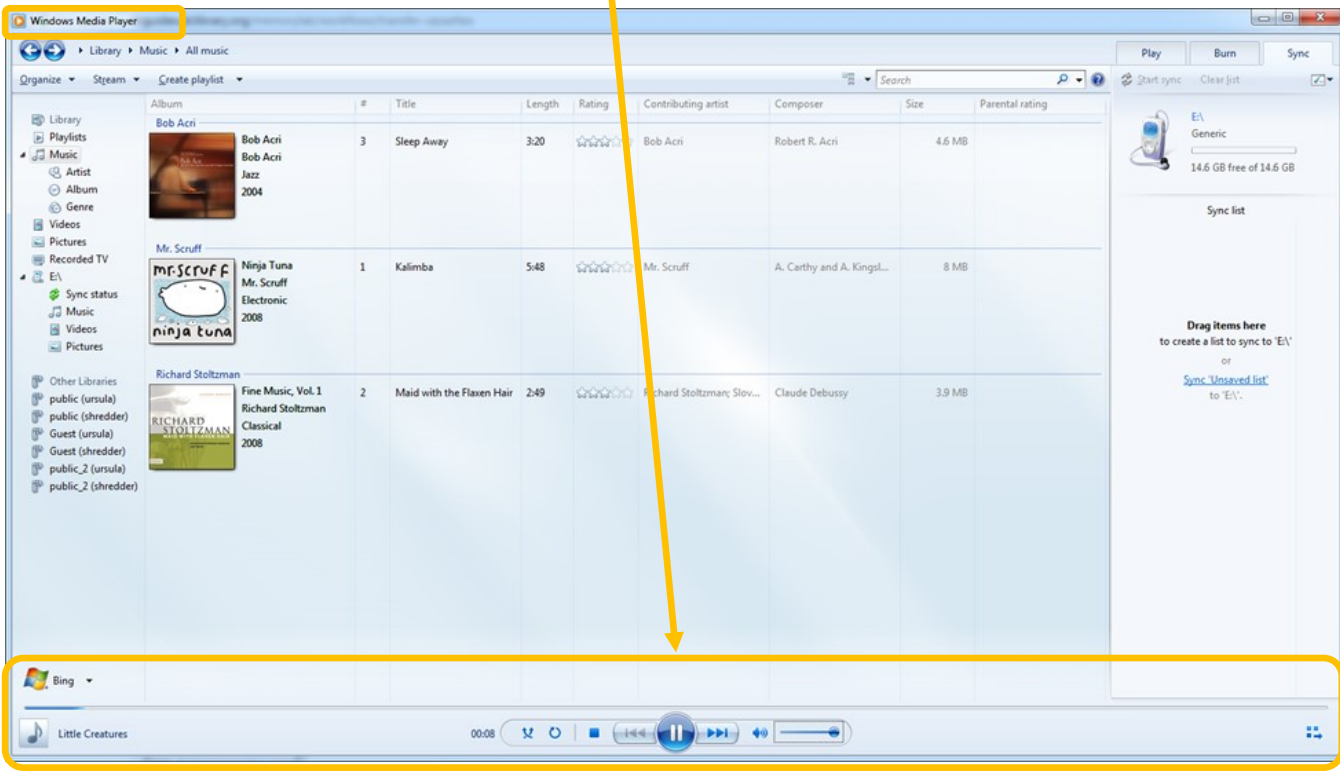 Windows Media Player
Library Music All music
Play Burn Sync
Organize Stream Create playlist Search Start sync Clear list
Album # Title Length Rating Contributing artist Composer Size Parental rating
Library
Playlists
Music
Artist
Album
Genre
Videos
Pictures
Recorded TV
E:\
Sync status
Music
Videos
Pictures
Other Libraries
public (ursula)
public (shredder)
Guest (ursula)
Guest (shredder)
public_2 (ursula)
public_2 (shredder)
Bob Acri
Bob Acri 3 Sleep Away 3:20 Bob Acri Robert R. Acri 4.6 MB
Bob Acri
Jazz
2004
Mr. Scruff
mr.scruff
ninja tuna
Ninja Tuna 1 Kalimba 5:48 Mr. Scruff A. Carthy and A. Kingsl... 8 MB
Mr. Scruff
Electronic
2008
Richard Stoltzman
RICHARD
STOLTZMAN
Fine Music, Vol. 1 2 Maid with the Flaxen Hair 2:49 Richard Stoltzman; Slov... Claude Debussy 3.9 MB
Richard Stoltzman
Classical
2008
E:\
Generic
14.6 GB free of 14.6 GB
Sync list
Drag items here
to create a list to sync to 'E:\'
or
Sync 'Unsaved list'
to 'E:\'.
Bing
Little Creatures
00:08